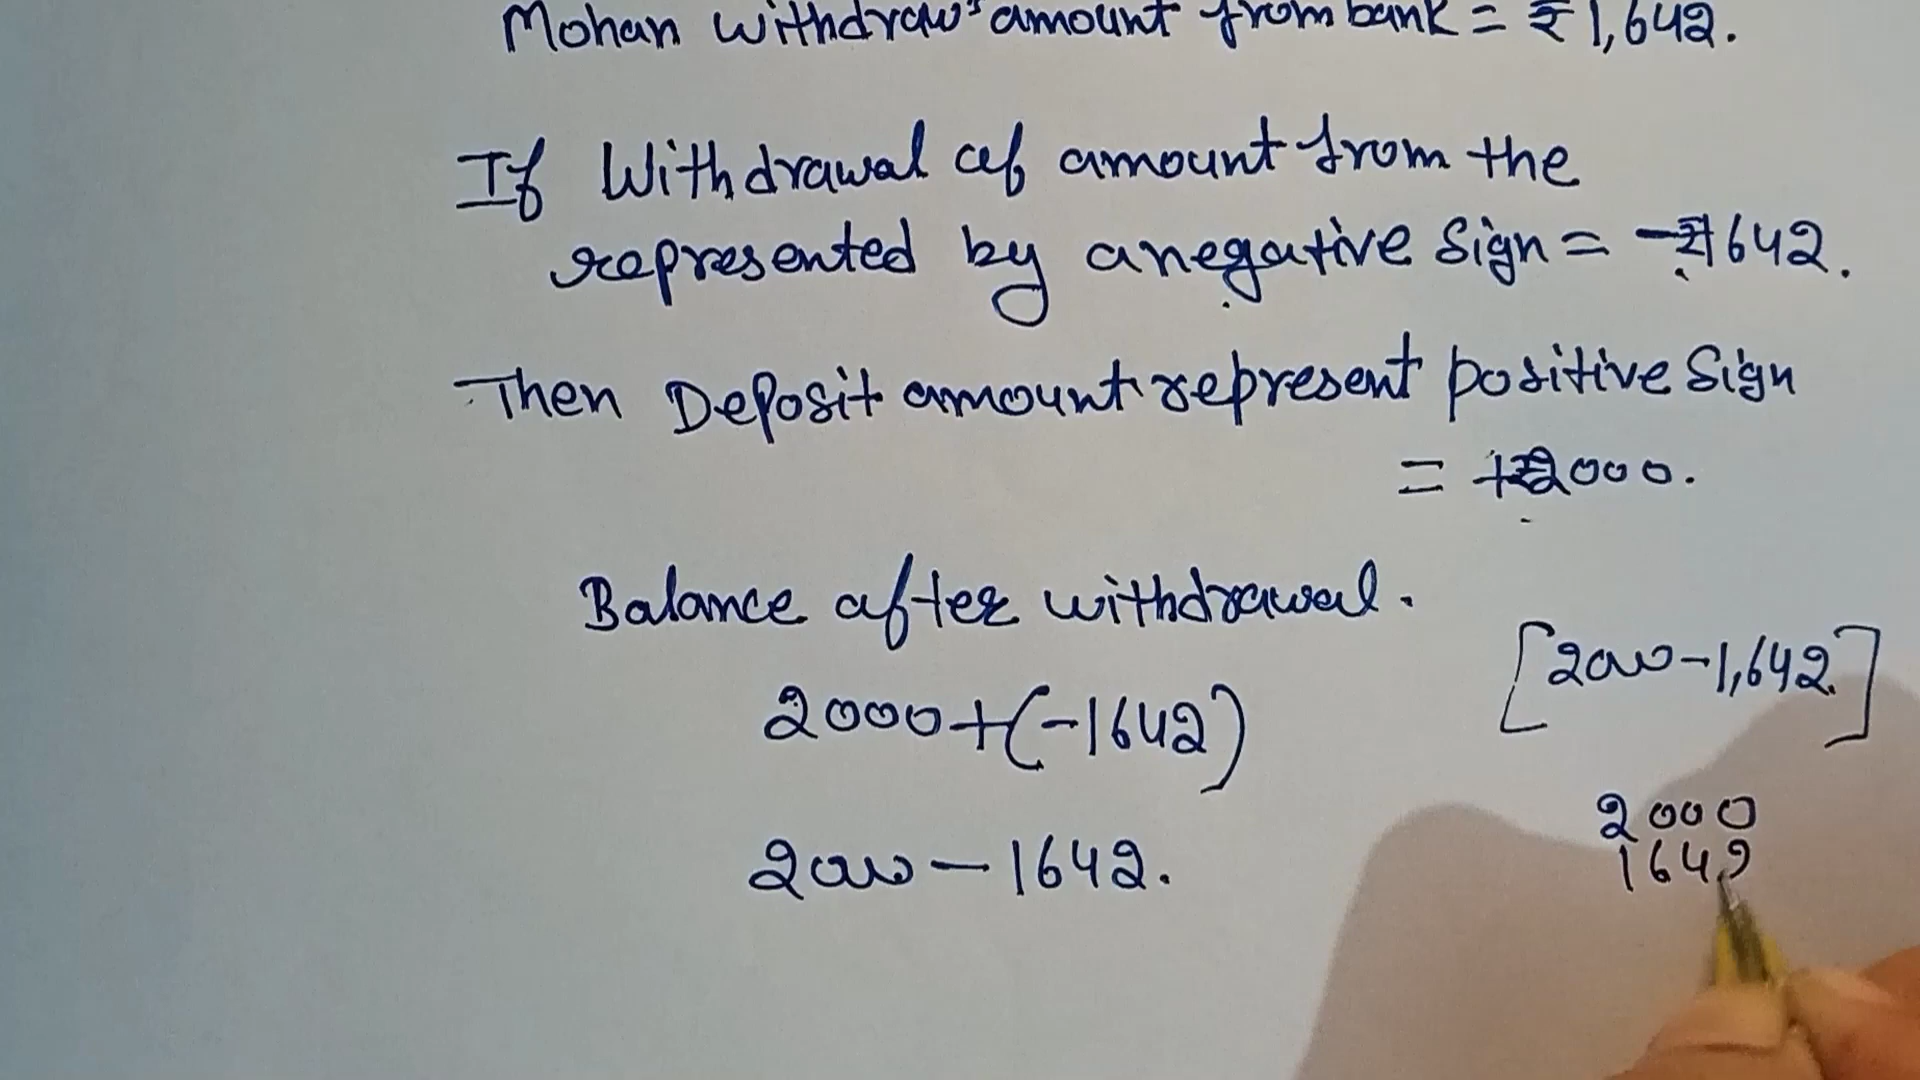 Mohan withdraw's amount from bank = ₹ 1,642.
If Withdrawal of amount from the
represented by a negative sign = -₹1642.
Then Deposit amount represent positive Sign
= +₹2000.
Balance after withdrawal.
[2000-1,642.]
2000+(-1642)
2000
1642
2000 - 1642.